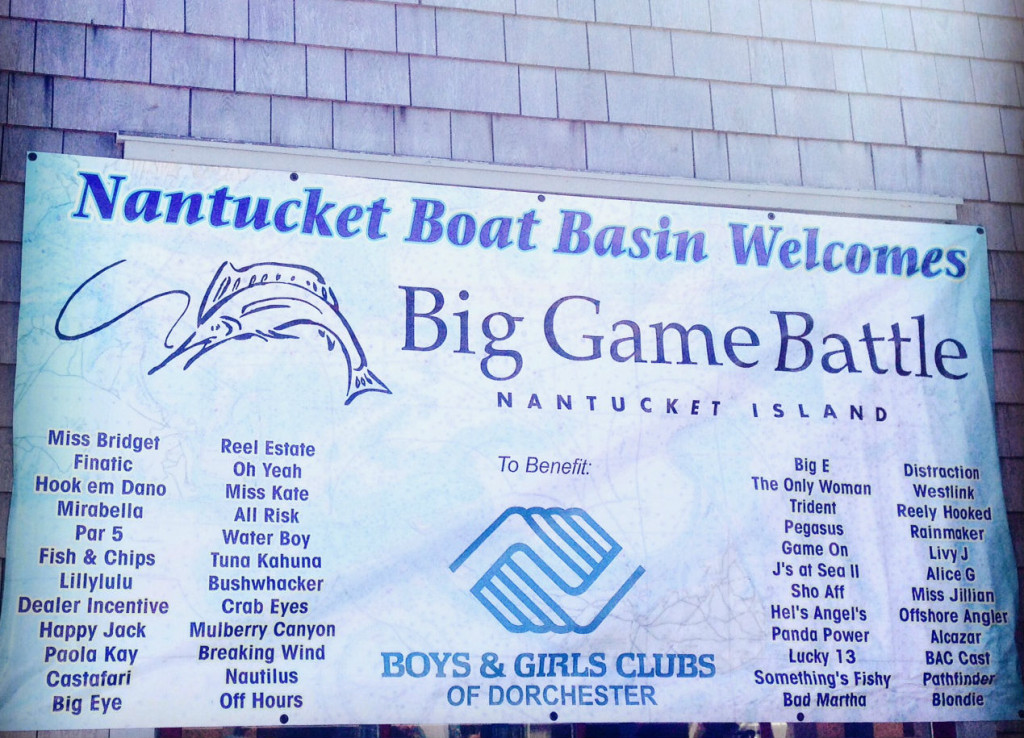 Nantucket Boat Basin Welcomes
Big Game Battle
NANTUCKET ISLAND
Miss Bridget
Finatic
Hook em Dano
Mirabella
Par 5
Fish & Chips
Lillylulu
Dealer Incentive
Happy Jack
Paola Kay
Castafari
Big Eye
Reel Estate
Oh Yeah
Miss Kate
All Risk
Water Boy
Tuna Kahuna
Bushwhacker
Crab Eyes
Mulberry Canyon
Breaking Wind
Nautilus
Off Hours
To Benefit:
BOYS & GIRLS CLUBS
OF DORCHESTER
Big E
The Only Woman
Trident
Pegasus
Game On
J's at Sea II
Sho Aff
Hel's Angel's
Panda Power
Lucky 13
Something's Fishy
Bad Martha
Distraction
Westlink
Reely Hooked
Rainmaker
Livy J
Alice G
Miss Jillian
Offshore Angler
Alcazar
BAC Cast
Pathfinder
Blondie